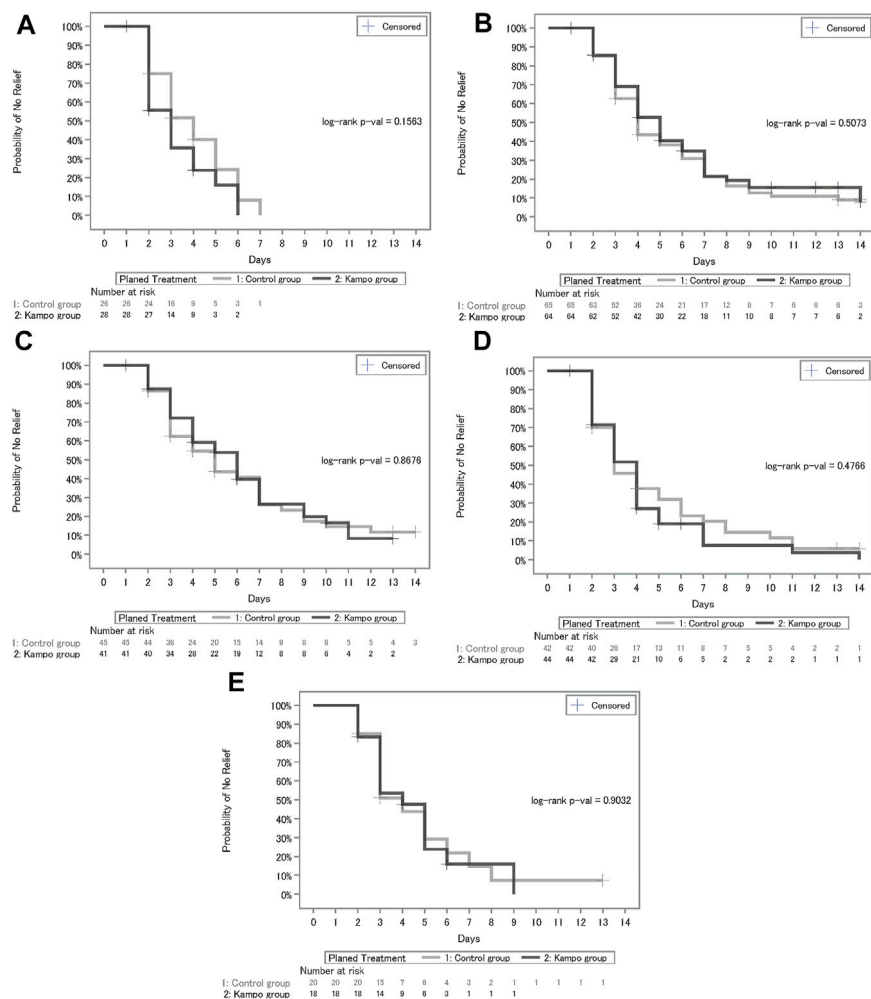 A
Censored
100%
90%
80%
70%
60%
50%
40%
30%
20%
10%
0%
Probability of No Relief
log-rank p-val = 0.1563
0 1 2 3 4 5 6 7 8 9 10 11 12 13 14
Days
Planed Treatment 1: Control group 2: Kampo group
Number at risk
1: Control group 26 26 24 16 9 5 3 1
2: Kampo group 28 28 27 14 9 3 2
B
Censored
100%
90%
80%
70%
60%
50%
40%
30%
20%
10%
0%
Probability of No Relief
log-rank p-val = 0.5073
0 1 2 3 4 5 6 7 8 9 10 11 12 13 14
Days
Planed Treatment 1: Control group 2: Kampo group
Number at risk
1: Control group 65 65 63 52 36 24 21 17 12 9 7 6 6 6 3
2: Kampo group 64 64 62 52 42 30 22 18 11 10 8 7 7 6 2
C
Censored
100%
90%
80%
70%
60%
50%
40%
30%
20%
10%
0%
Probability of No Relief
log-rank p-val = 0.8676
0 1 2 3 4 5 6 7 8 9 10 11 12 13 14
Days
Planed Treatment 1: Control group 2: Kampo group
Number at risk
1: Control group 45 45 44 36 24 20 15 14 8 8 6 5 5 4 3
2: Kampo group 41 41 40 34 28 22 19 12 8 8 6 4 2 2
D
Censored
100%
90%
80%
70%
60%
50%
40%
30%
20%
10%
0%
Probability of No Relief
log-rank p-val = 0.4766
0 1 2 3 4 5 6 7 8 9 10 11 12 13 14
Days
Planed Treatment 1: Control group 2: Kampo group
Number at risk
1: Control group 42 42 40 26 17 13 11 8 7 5 5 4 2 2 1
2: Kampo group 44 44 42 29 21 10 6 5 2 2 2 2 1 1 1
E
Censored
100%
90%
80%
70%
60%
50%
40%
30%
20%
10%
0%
Probability of No Relief
log-rank p-val = 0.9032
0 1 2 3 4 5 6 7 8 9 10 11 12 13 14
Days
Planed Treatment 1: Control group 2: Kampo group
Number at risk
1: Control group 20 20 20 15 7 6 4 3 2 1 1 1 1 1
2: Kampo group 18 18 18 14 9 6 3 1 1 1